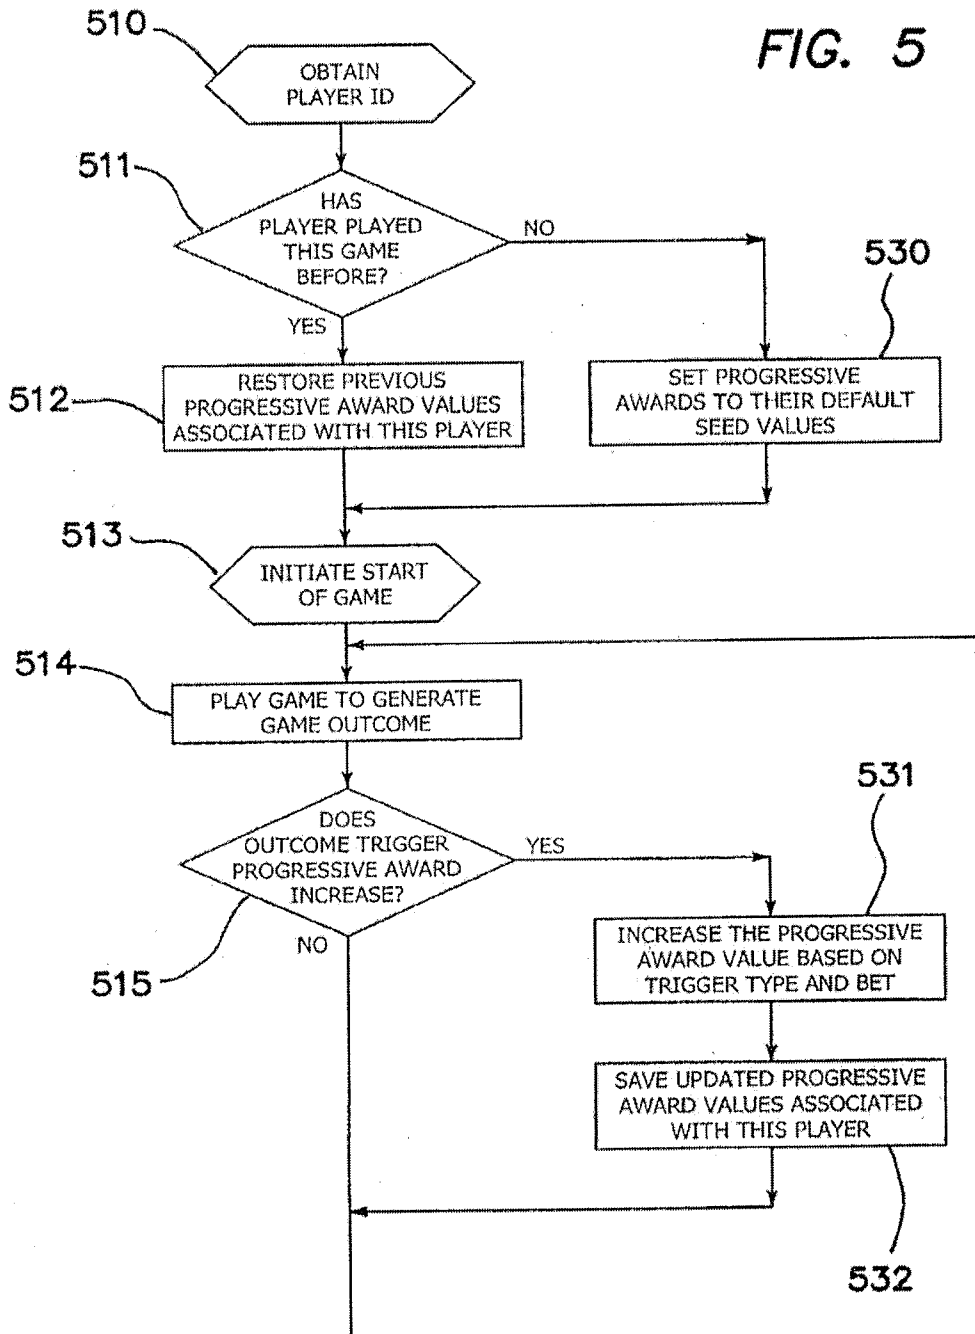 FIG. 5
510
OBTAIN
PLAYER ID
511
HAS
PLAYER PLAYED
THIS GAME
BEFORE?
NO
YES
530
512
RESTORE PREVIOUS
PROGRESSIVE AWARD VALUES
ASSOCIATED WITH THIS PLAYER
SET PROGRESSIVE
AWARDS TO THEIR DEFAULT
SEED VALUES
513
INITIATE START
OF GAME
514
PLAY GAME TO GENERATE
GAME OUTCOME
DOES
OUTCOME TRIGGER
PROGRESSIVE AWARD
INCREASE?
YES
NO
515
531
INCREASE THE PROGRESSIVE
AWARD VALUE BASED ON
TRIGGER TYPE AND BET
SAVE UPDATED PROGRESSIVE
AWARD VALUES ASSOCIATED
WITH THIS PLAYER
532